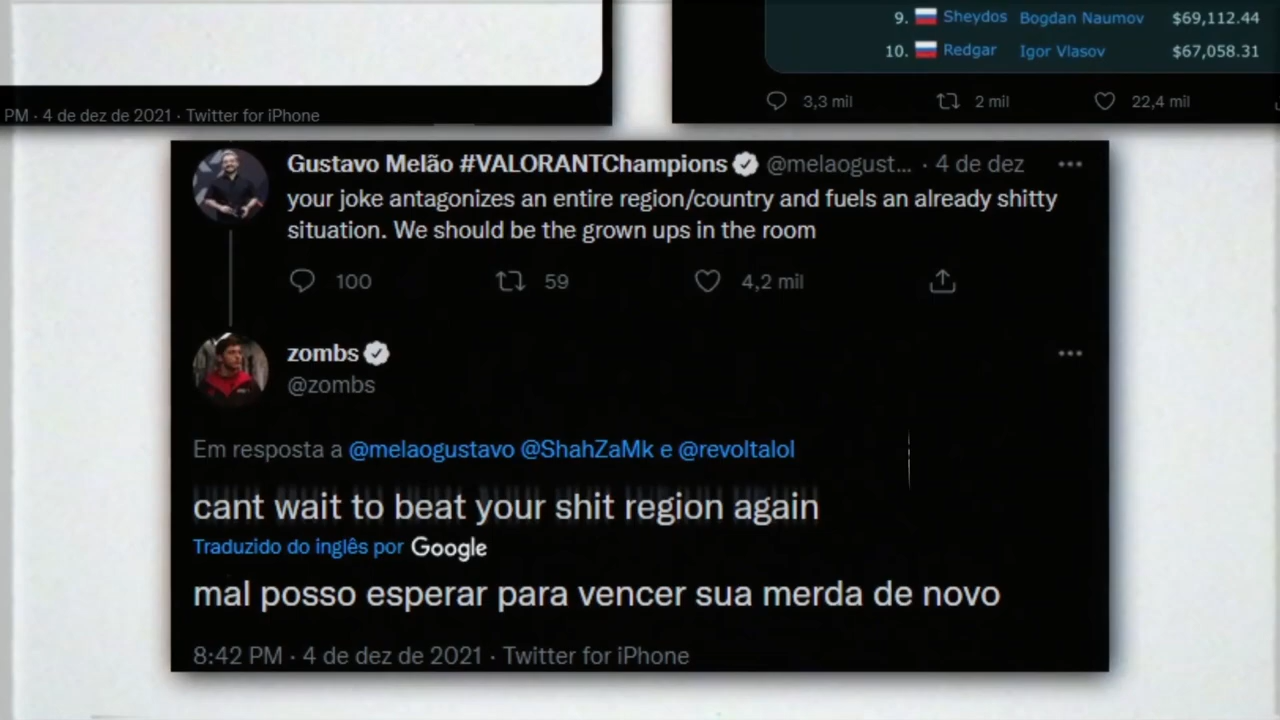 9. Sheydos Bogdan Naumov $69,112.44
10. Redgar Igor Vlasov $67,058.31
3,3 mil 2 mil 22,4 mil
PM · 4 de dez de 2021 · Twitter for iPhone
Gustavo Melão #VALORANTChampions @melaogust... · 4 de dez
your joke antagonizes an entire region/country and fuels an already shitty
situation. We should be the grown ups in the room
100 59 4,2 mil
zombs
@zombs
Em resposta a @melaogustavo @ShahZaMk e @revoltalol
cant wait to beat your shit region again
Traduzido do inglês por Google
mal posso esperar para vencer sua merda de novo
8:42 PM · 4 de dez de 2021 · Twitter for iPhone